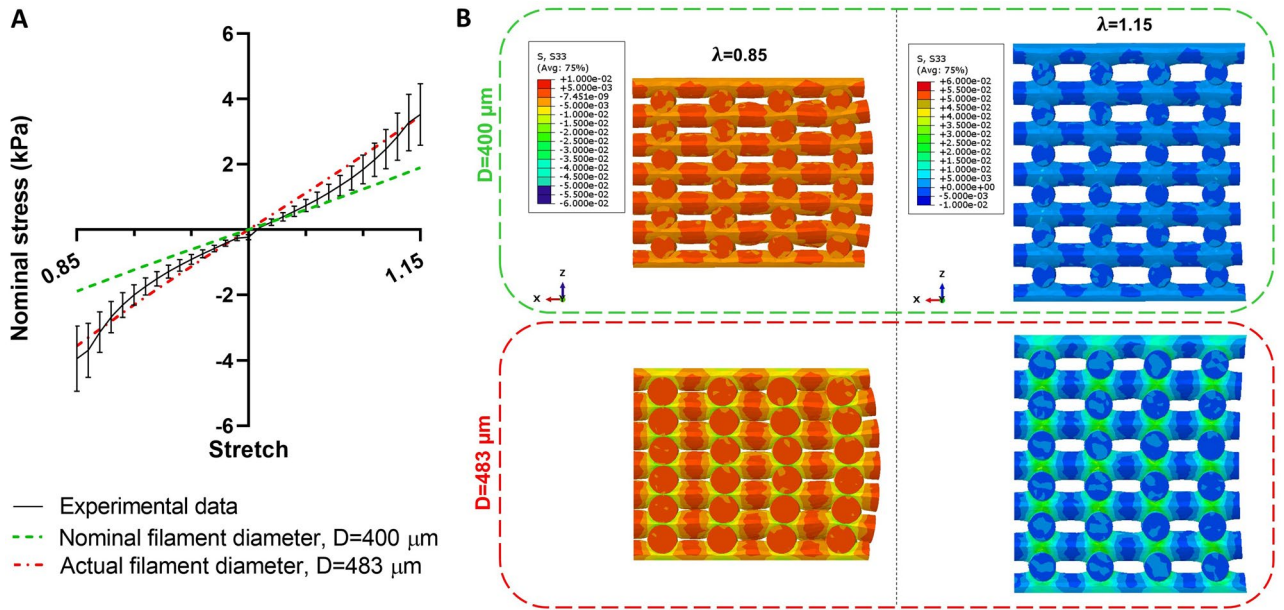 A
6
4
2
-2
-4
-6
0.85
1.15
Nominal stress (kPa)
Stretch
Experimental data
Nominal filament diameter, D=400 μm
Actual filament diameter, D=483 μm
B
D=400 μm
λ=0.85
S, S33
(Avg: 75%)
+1.000e-02
+5.000e-03
-7.451e-09
-5.000e-03
-1.000e-02
-1.500e-02
-2.000e-02
-2.500e-02
-3.000e-02
-3.500e-02
-4.000e-02
-4.500e-02
-5.000e-02
-5.500e-02
-6.000e-02
Z
X
λ=1.15
S, S33
(Avg: 75%)
+6.000e-02
+5.500e-02
+5.000e-02
+4.500e-02
+4.000e-02
+3.500e-02
+3.000e-02
+2.500e-02
+2.000e-02
+1.500e-02
+1.000e-02
+5.000e-03
+0.000e+00
-5.000e-03
-1.000e-02
Z
X
D=483 μm